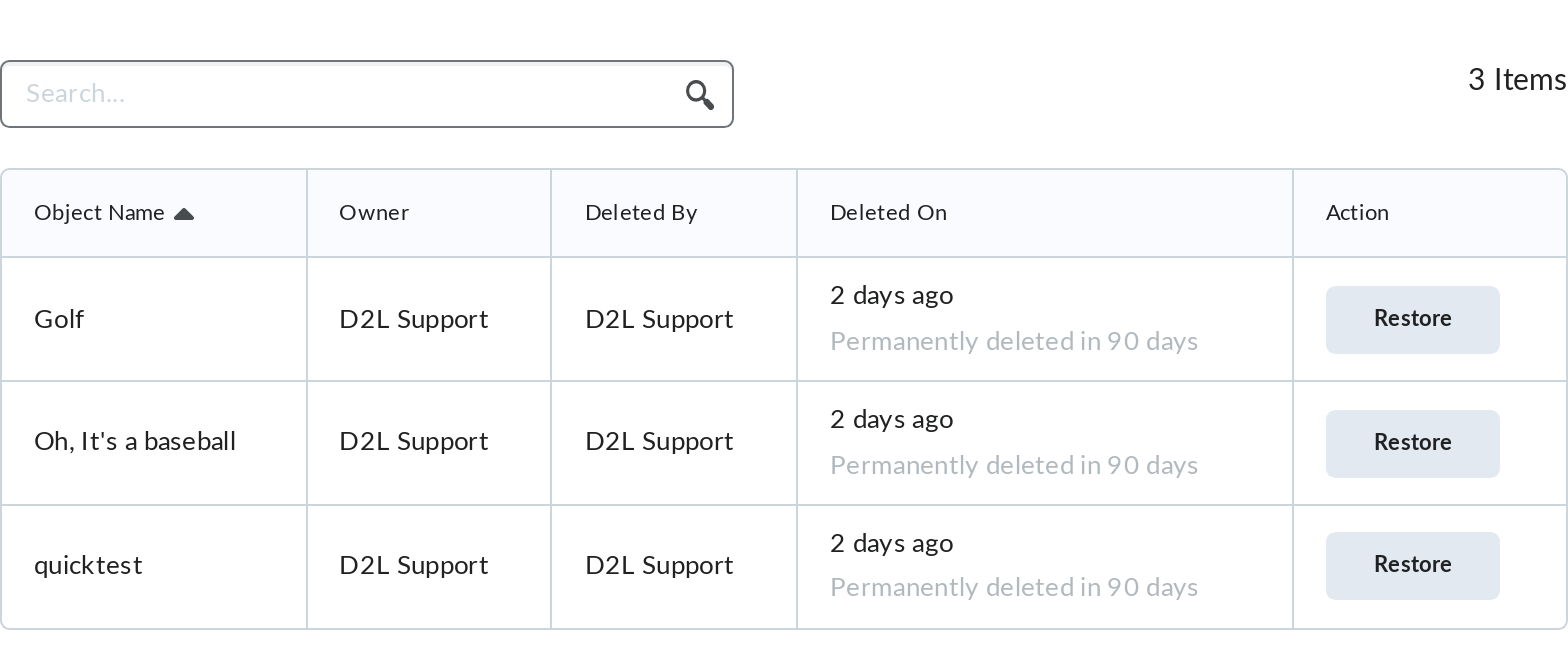 Search...
3 Items
Object Name Owner Deleted By Deleted On Action
Golf D2L Support D2L Support 2 days ago Restore
Permanently deleted in 90 days
Oh, It's a baseball D2L Support D2L Support 2 days ago Restore
Permanently deleted in 90 days
quicktest D2L Support D2L Support 2 days ago Restore
Permanently deleted in 90 days